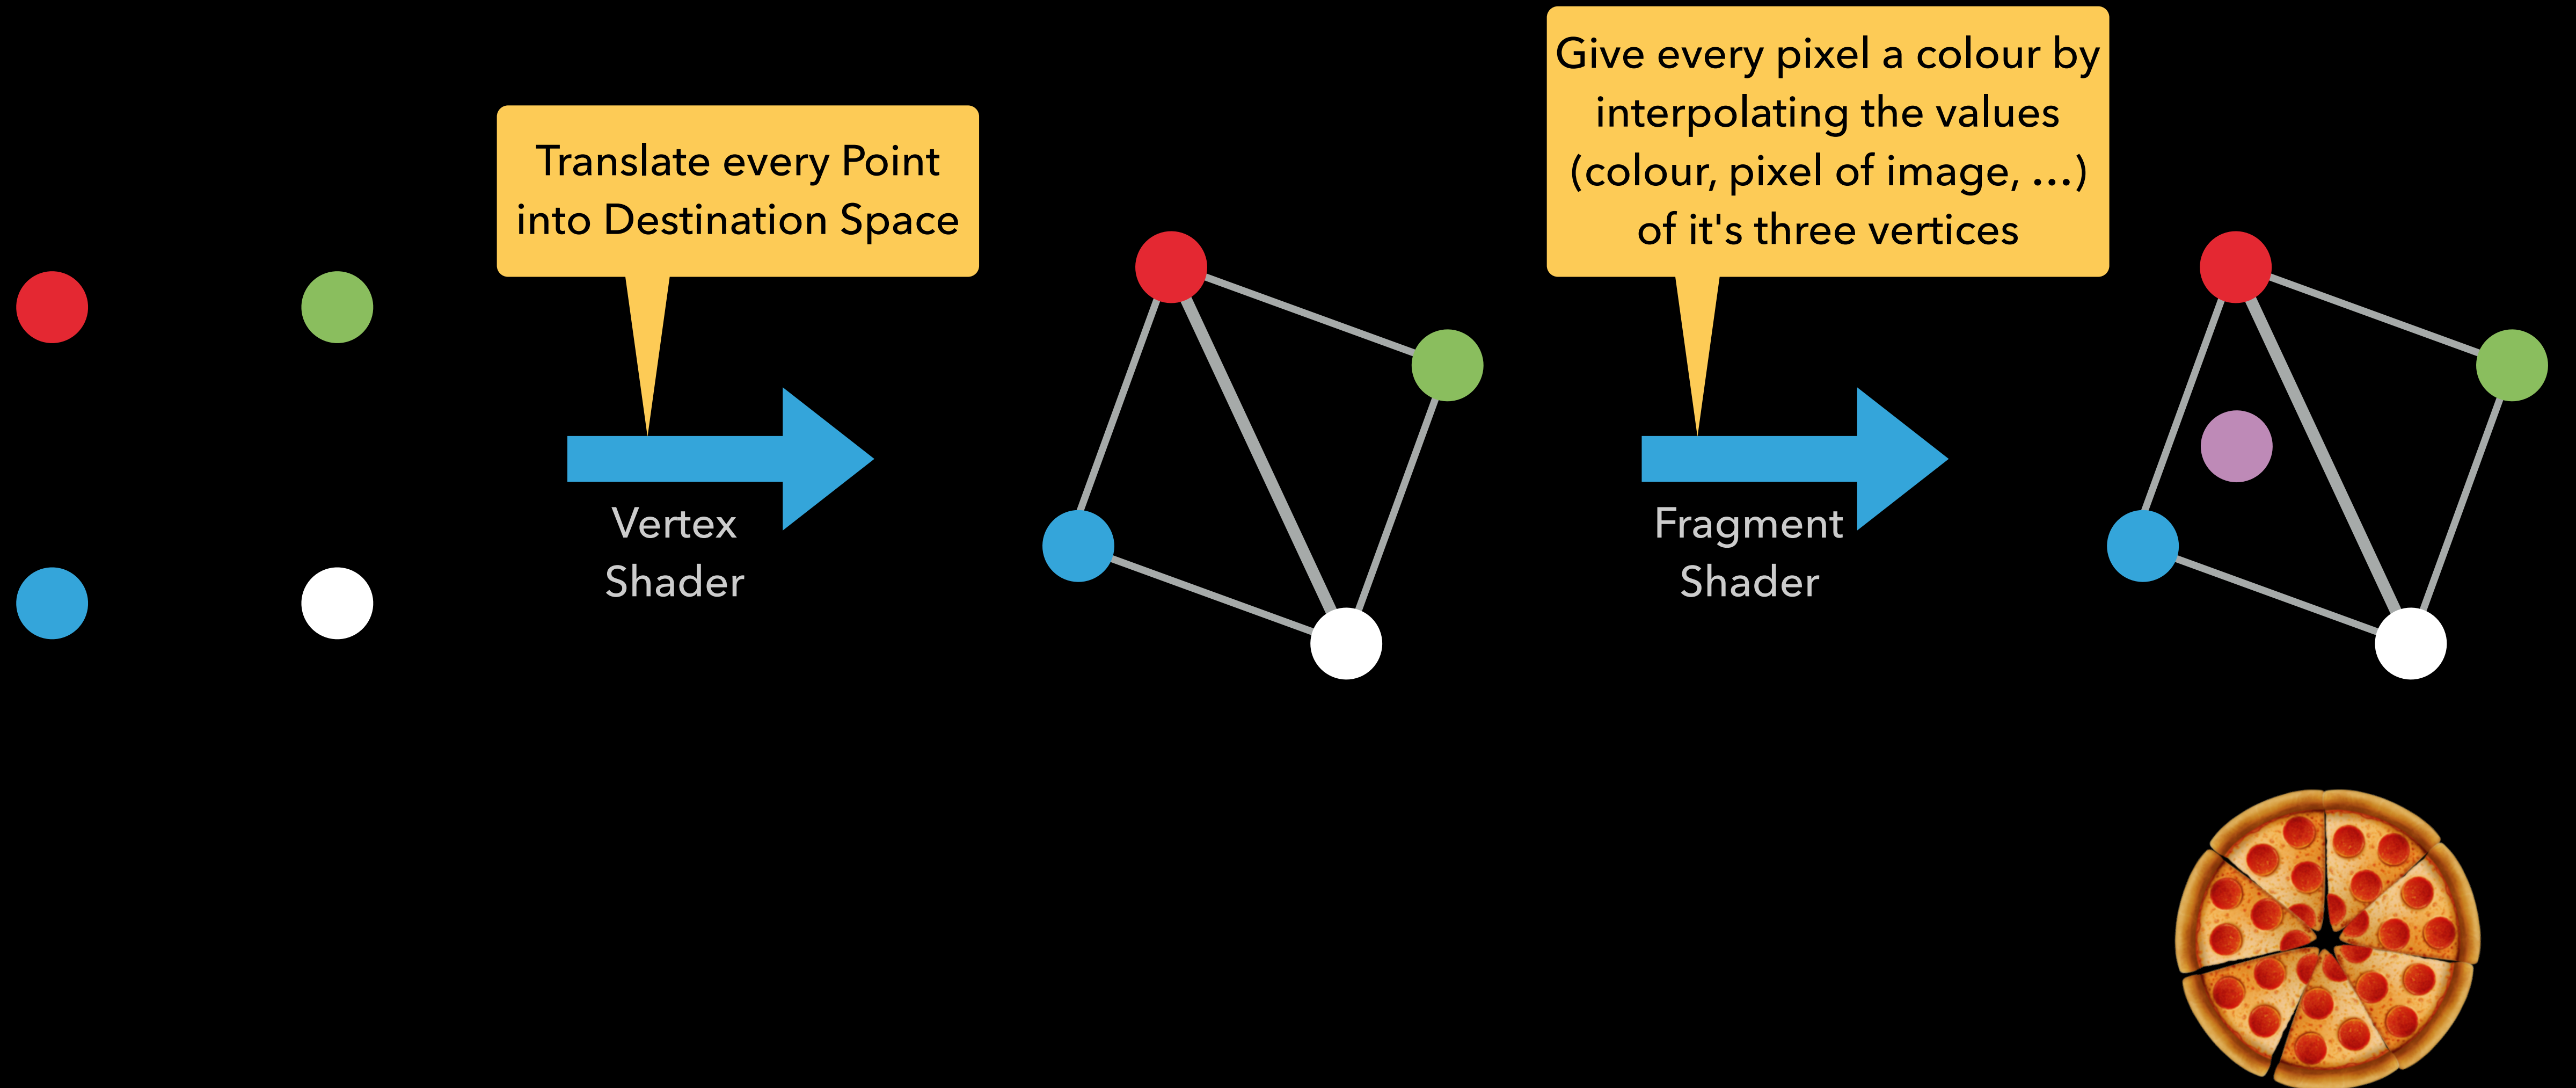 Translate every Point
into Destination Space
Vertex
Shader
Give every pixel a colour by
interpolating the values
(colour, pixel of image, ...)
of it's three vertices
Fragment
Shader